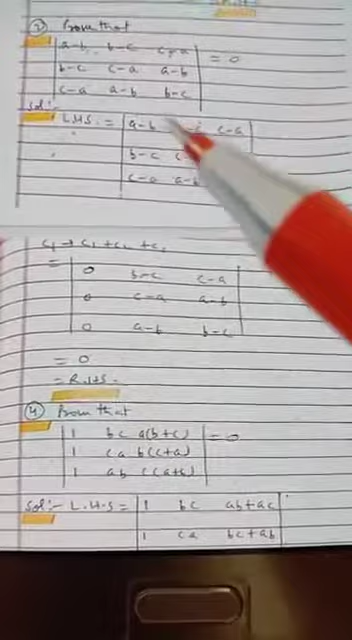 Prove that
|a-b b-c c-a|
|b-c c-a a-b| = 0
|c-a a-b b-c|
Sol:-
L.H.S. = |a-b c-a|
|b-c
|c-a a-b
C₁ → C₁ + C₂ + C₃
= |0 b-c c-a|
|0 c-a a-b|
|0 a-b b-c|
= 0
= R.H.S.
④ Prove that
|1 bc a(b+c)|
|1 ca b(c+a)| = 0
|1 ab c(a+b)|
Sol:- L.H.S = |1 bc ab+ac|
|1 ca bc+ab|